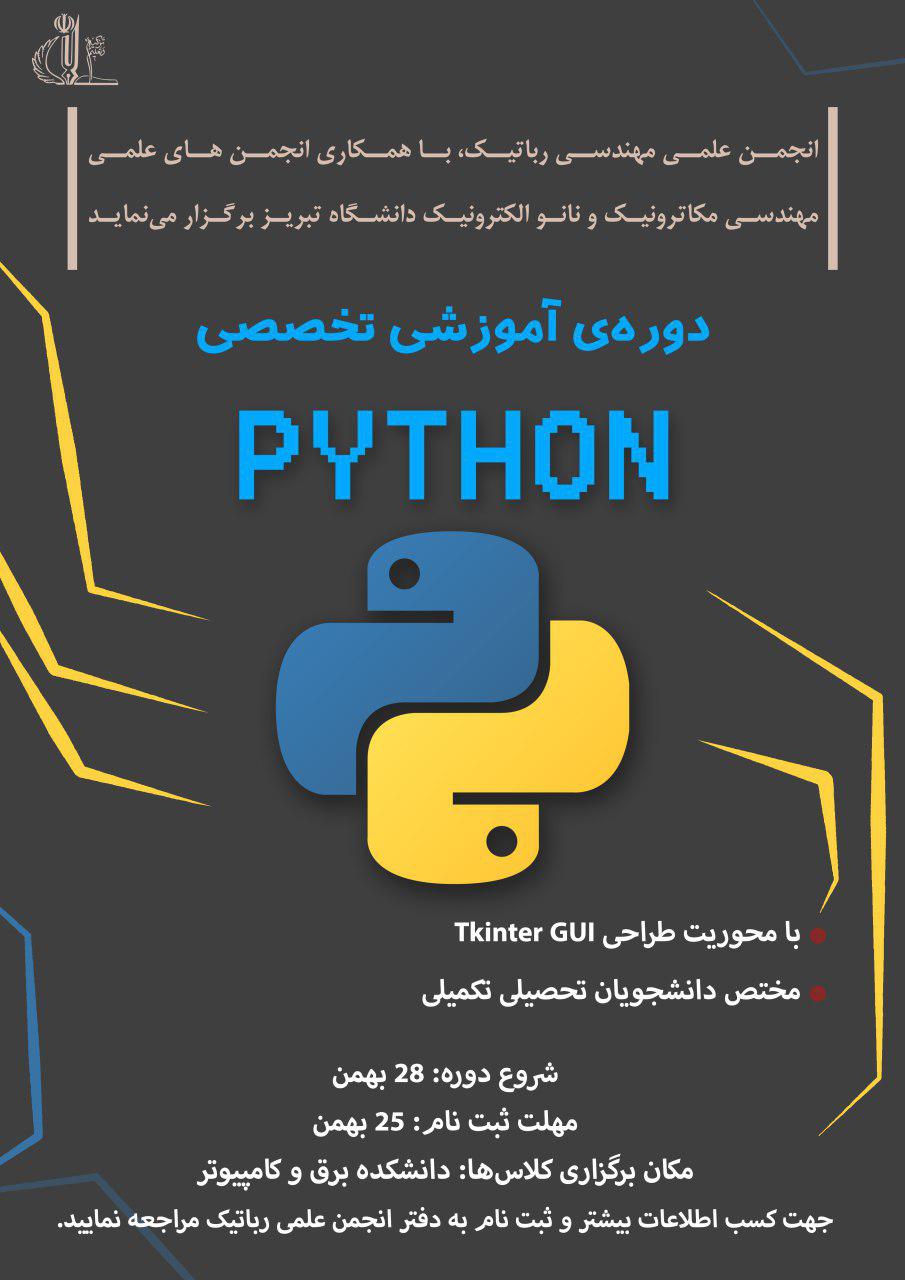 انجمن علمی مهندسی رباتیک، با همکاری انجمن های علمی
مهندسی مکاترونیک و نانو الکترونیک دانشگاه تبریز برگزار می‌نماید
دوره‌ی آموزشی تخصصی
PYTHON
با محوریت طراحی Tkinter GUI
مختص دانشجویان تحصیلی تکمیلی
شروع دوره: 28 بهمن
مهلت ثبت نام: 25 بهمن
مکان برگزاری کلاس‌ها: دانشکده برق و کامپیوتر
جهت کسب اطلاعات بیشتر و ثبت نام به دفتر انجمن علمی رباتیک مراجعه نمایید.